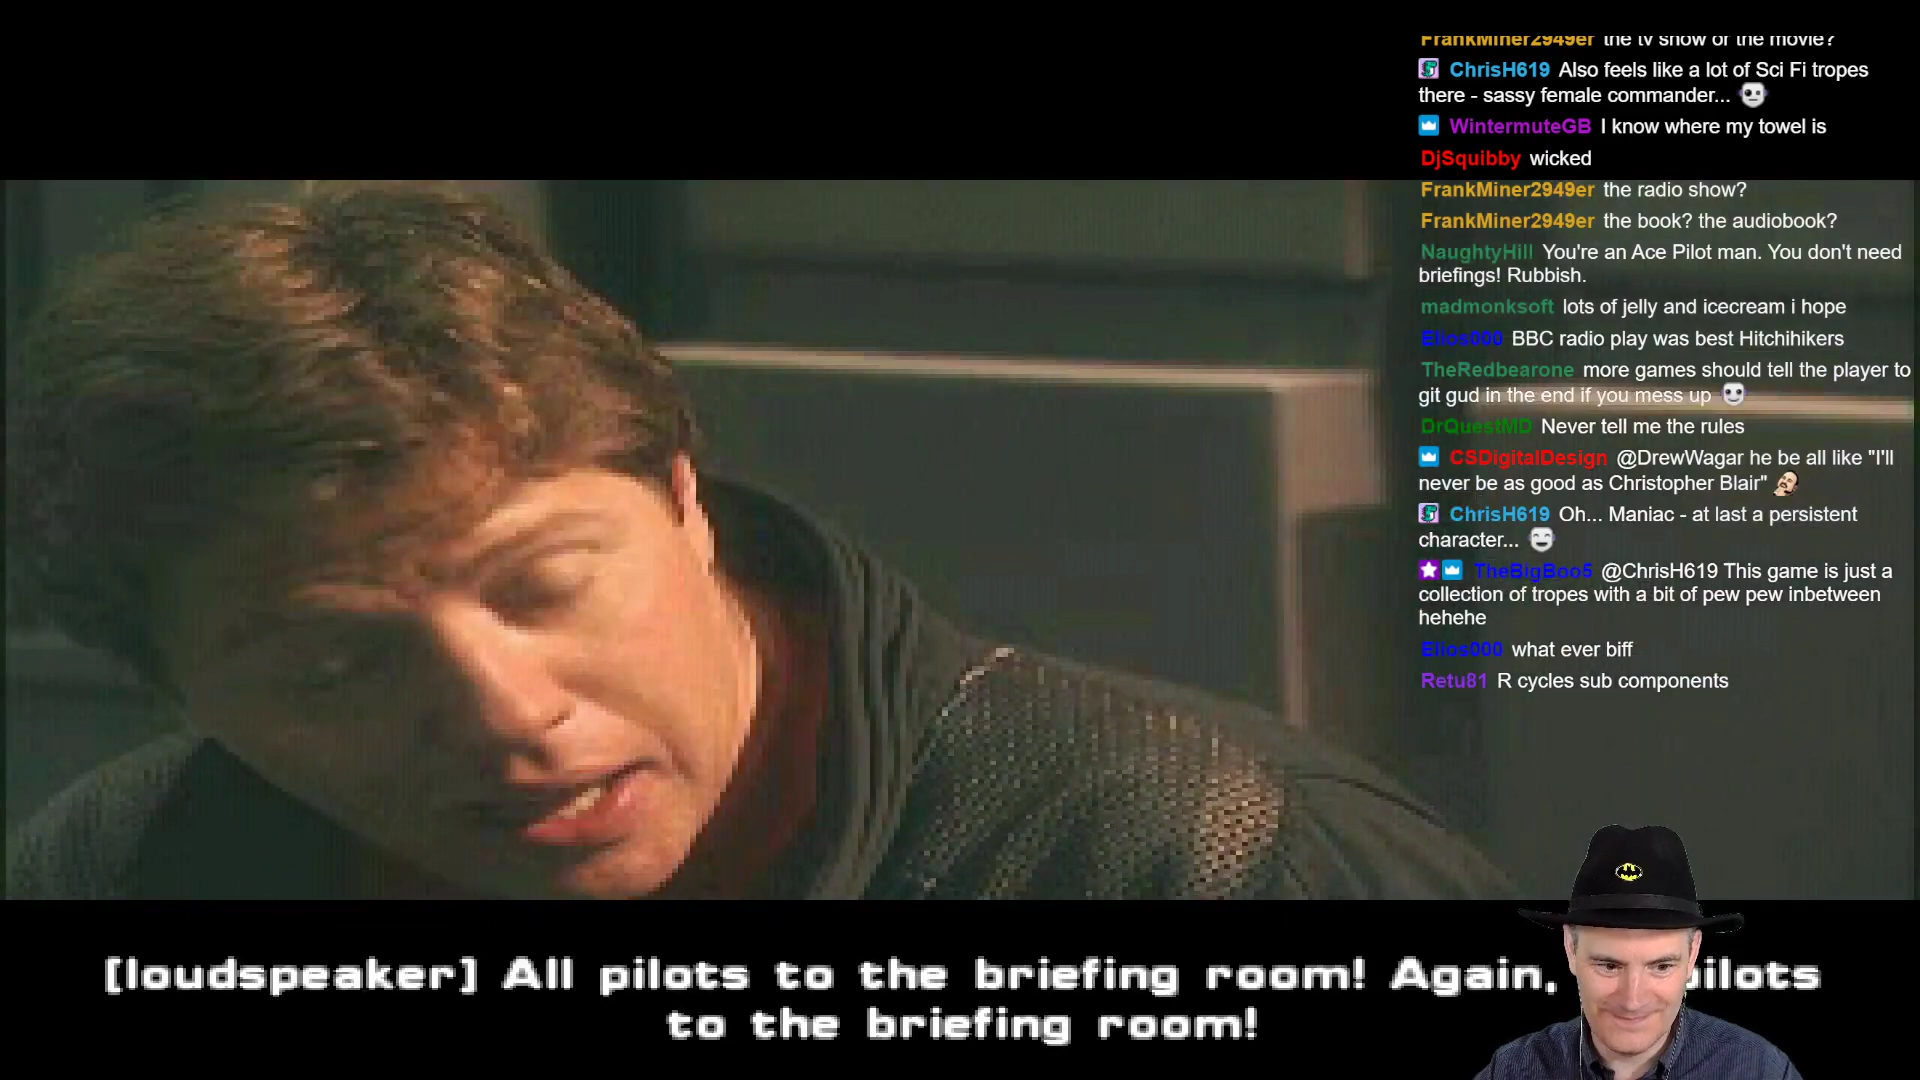 FrankMiner2949er the tv show or the movie?
ChrisH619 Also feels like a lot of Sci Fi tropes
there - sassy female commander...
WintermuteGB I know where my towel is
DjSquibby wicked
FrankMiner2949er the radio show?
FrankMiner2949er the book? the audiobook?
NaughtyHill You're an Ace Pilot man. You don't need
briefings! Rubbish.
madmonksoft lots of jelly and icecream i hope
Elios000 BBC radio play was best Hitchihikers
TheRedbearone more games should tell the player to
git gud in the end if you mess up
DrQuestMD Never tell me the rules
CSDigitalDesign @DrewWagar he be all like "I'll
never be as good as Christopher Blair"
ChrisH619 Oh... Maniac - at last a persistent
character...
TheBigBoo5 @ChrisH619 This game is just a
collection of tropes with a bit of pew pew inbetween
hehehe
Elios000 what ever biff
Retu81 R cycles sub components
[loudspeaker] All pilots to the briefing room! Again, pilots
to the briefing room!